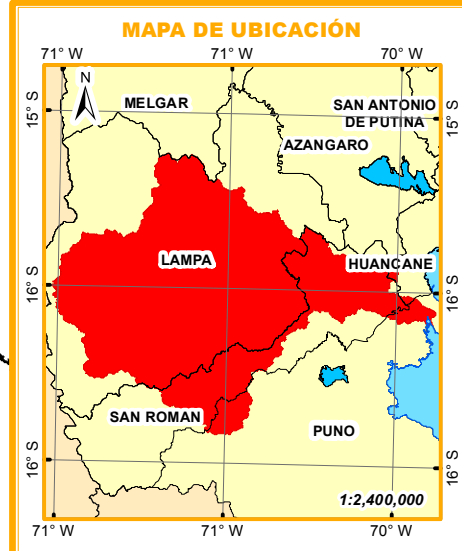 MAPA DE UBICACIÓN
71° W
71° W
70° W
N
15° S
15° S
MELGAR
SAN ANTONIO
DE PUTINA
AZANGARO
LAMPA
HUANCANE
16° S
16° S
SAN ROMAN
PUNO
16° S
16° S
1:2,400,000
71° W
71° W
70° W